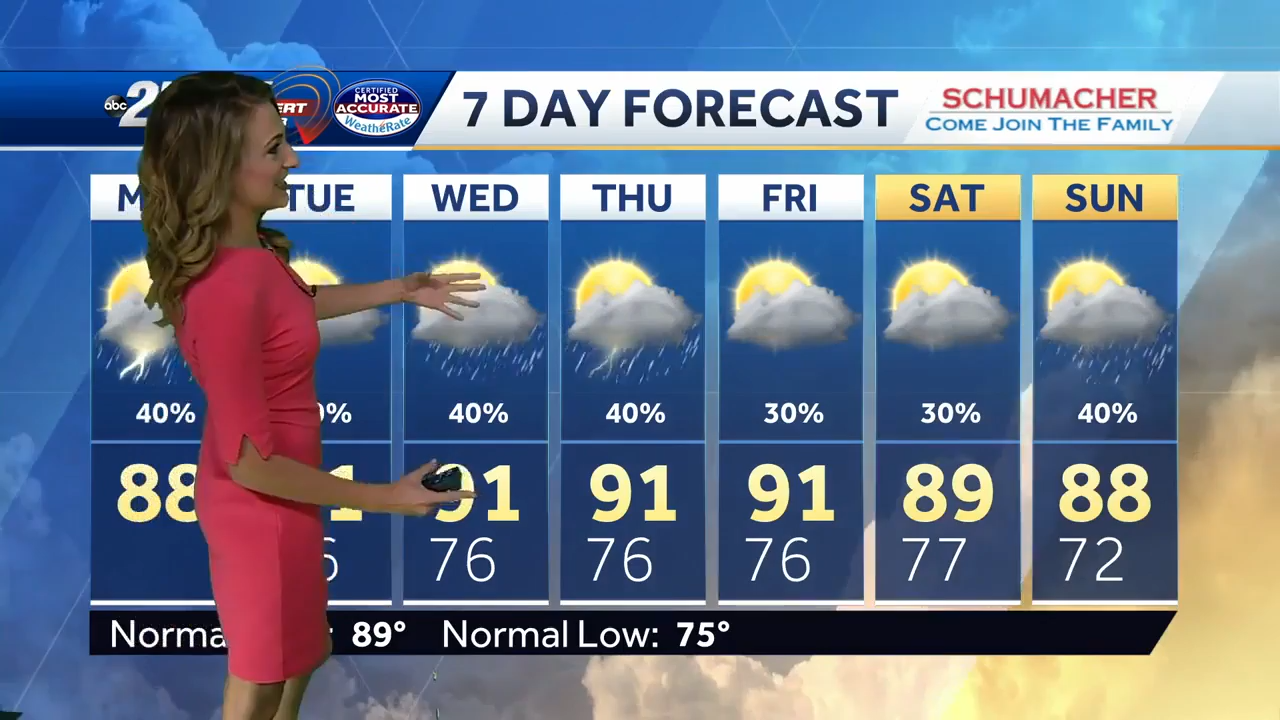 abc 2
CERTIFIED
MOST
ACCURATE
WeatheRate
7 DAY FORECAST
SCHUMACHER
COME JOIN THE FAMILY
TUE WED THU FRI SAT SUN
40% 40% 40% 30% 30% 40%
88 91 91 91 89 88
76 76 76 77 72
89° Normal Low: 75°